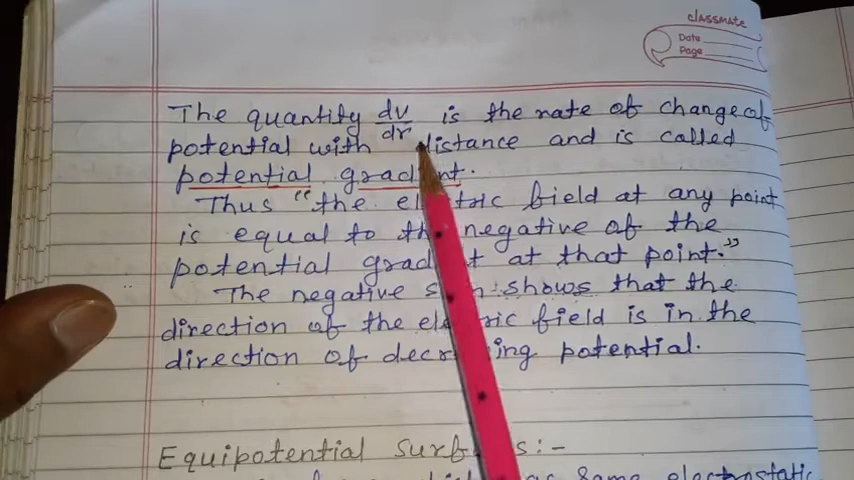 classmate
Date
Page
The quantity dv/dr is the rate of change of
potential with distance and is called
potential gradient.
Thus "the electric field at any point
is equal to the negative of the
potential gradient at that point."
The negative shows that the
direction of the electric field is in the
direction of decreasing potential.
Equipotential Surfaces:-
same electrostatic